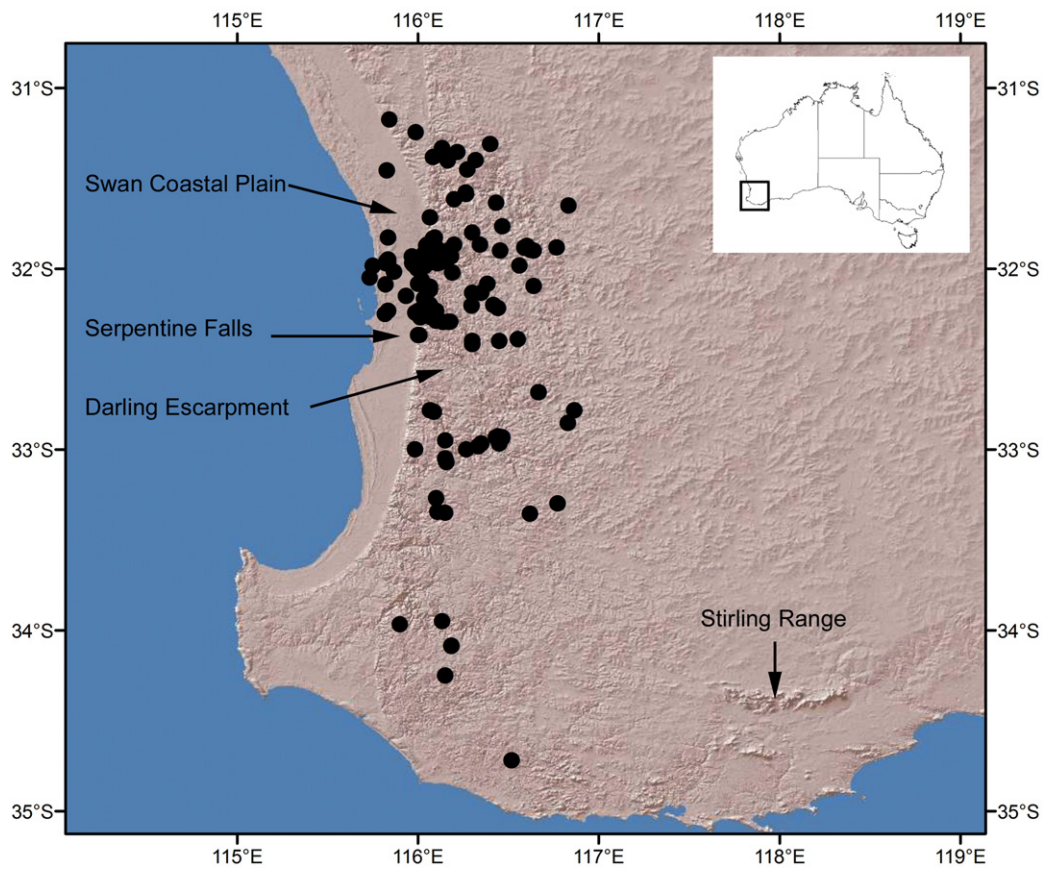 115°E 116°E 117°E 118°E 119°E
31°S 31°S
Swan Coastal Plain
32°S 32°S
Serpentine Falls
Darling Escarpment
33°S 33°S
34°S 34°S
Stirling Range
35°S 35°S
115°E 116°E 117°E 118°E 119°E